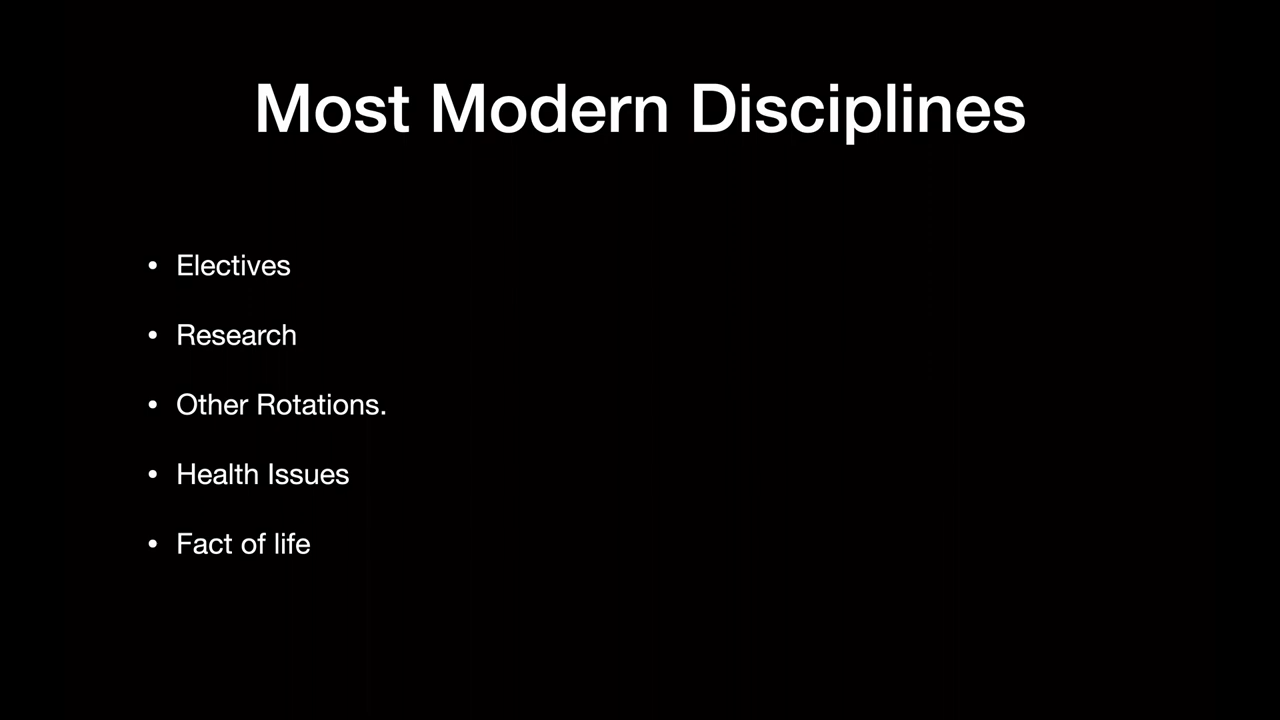 Most Modern Disciplines
• Electives
• Research
• Other Rotations.
• Health Issues
• Fact of life